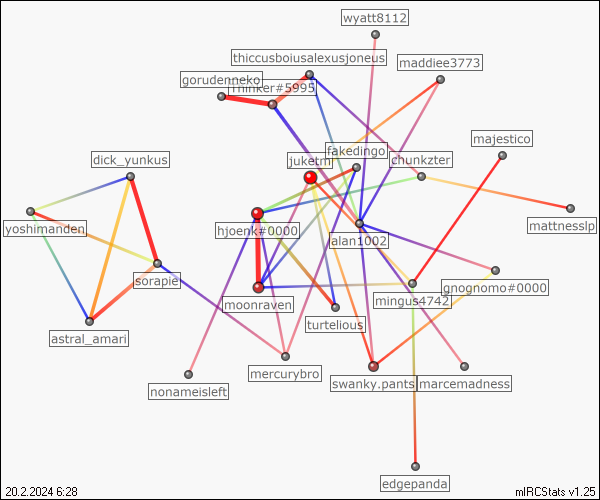 wyatt8112
thiccusboiusalexusjoneus
maddiee3773
gorudenneko
Thinker#5995
majestico
fakedingo
dick_yunkus
juketrn
chunkzter
mattnesslp
yoshimanden
hjoenk#0000
alan1002
sorapie
gnognomo#0000
moonraven
mingus4742
turtelious
astral_amari
mercurybro
swanky.pants
marcemadness
nonameisleft
edgepanda
20.2.2024 6:28
mIRCStats v1.25